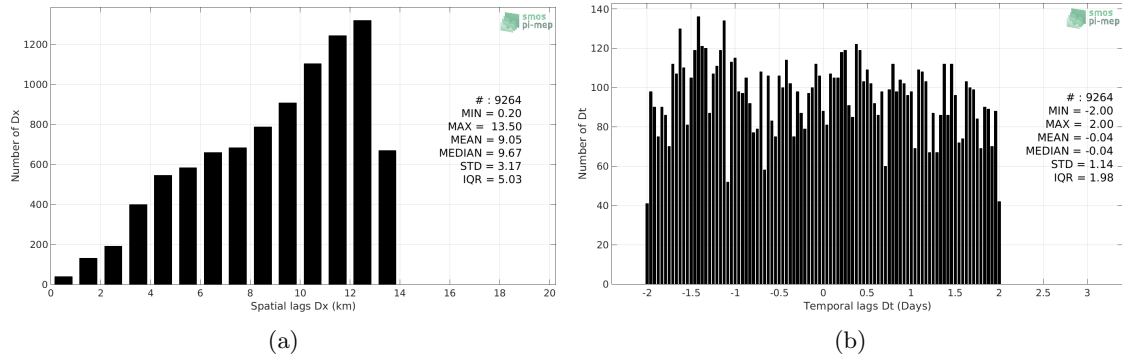 smos
pi-mep
Number of Dx
1200
1000
800
600
400
200
0
# : 9264
MIN = 0.20
MAX = 13.50
MEAN = 9.05
MEDIAN = 9.67
STD = 3.17
IQR = 5.03
0 2 4 6 8 10 12 14 16 18 20
Spatial lags Dx (km)
(a)
smos
pi-mep
Number of Dt
140
120
100
80
60
40
20
0
# : 9264
MIN = -2.00
MAX = 2.00
MEAN = -0.04
MEDIAN = -0.04
STD = 1.14
IQR = 1.98
-2 -1.5 -1 -0.5 0 0.5 1 1.5 2 2.5 3
Temporal lags Dt (Days)
(b)